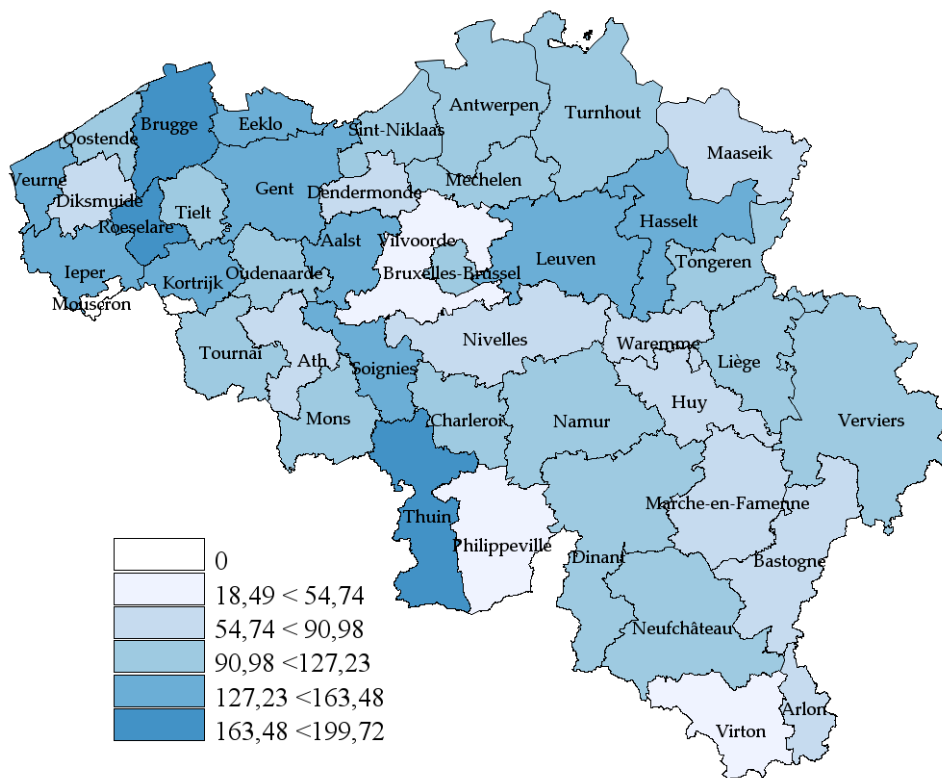 Antwerpen
Turnhout
Brugge
Eeklo
Sint-Niklaas
Oostende
Maaseik
Veurne
Diksmuide
Gent
Dendermonde
Mechelen
Tielt
Roeselare
Hasselt
Aalst
Vilvoorde
Leuven
Ieper
Kortrijk
Oudenaarde
Bruxelles-Brussel
Tongeren
Mouseron
Tournai
Ath
Soignies
Nivelles
Waremme
Liège
Mons
Charleroi
Namur
Huy
Verviers
Thuin
Philippeville
Marche-en-Famenne
Dinant
Bastogne
Neufchâteau
Virton
Arlon
0
18,49 < 54,74
54,74 < 90,98
90,98 <127,23
127,23 <163,48
163,48 <199,72